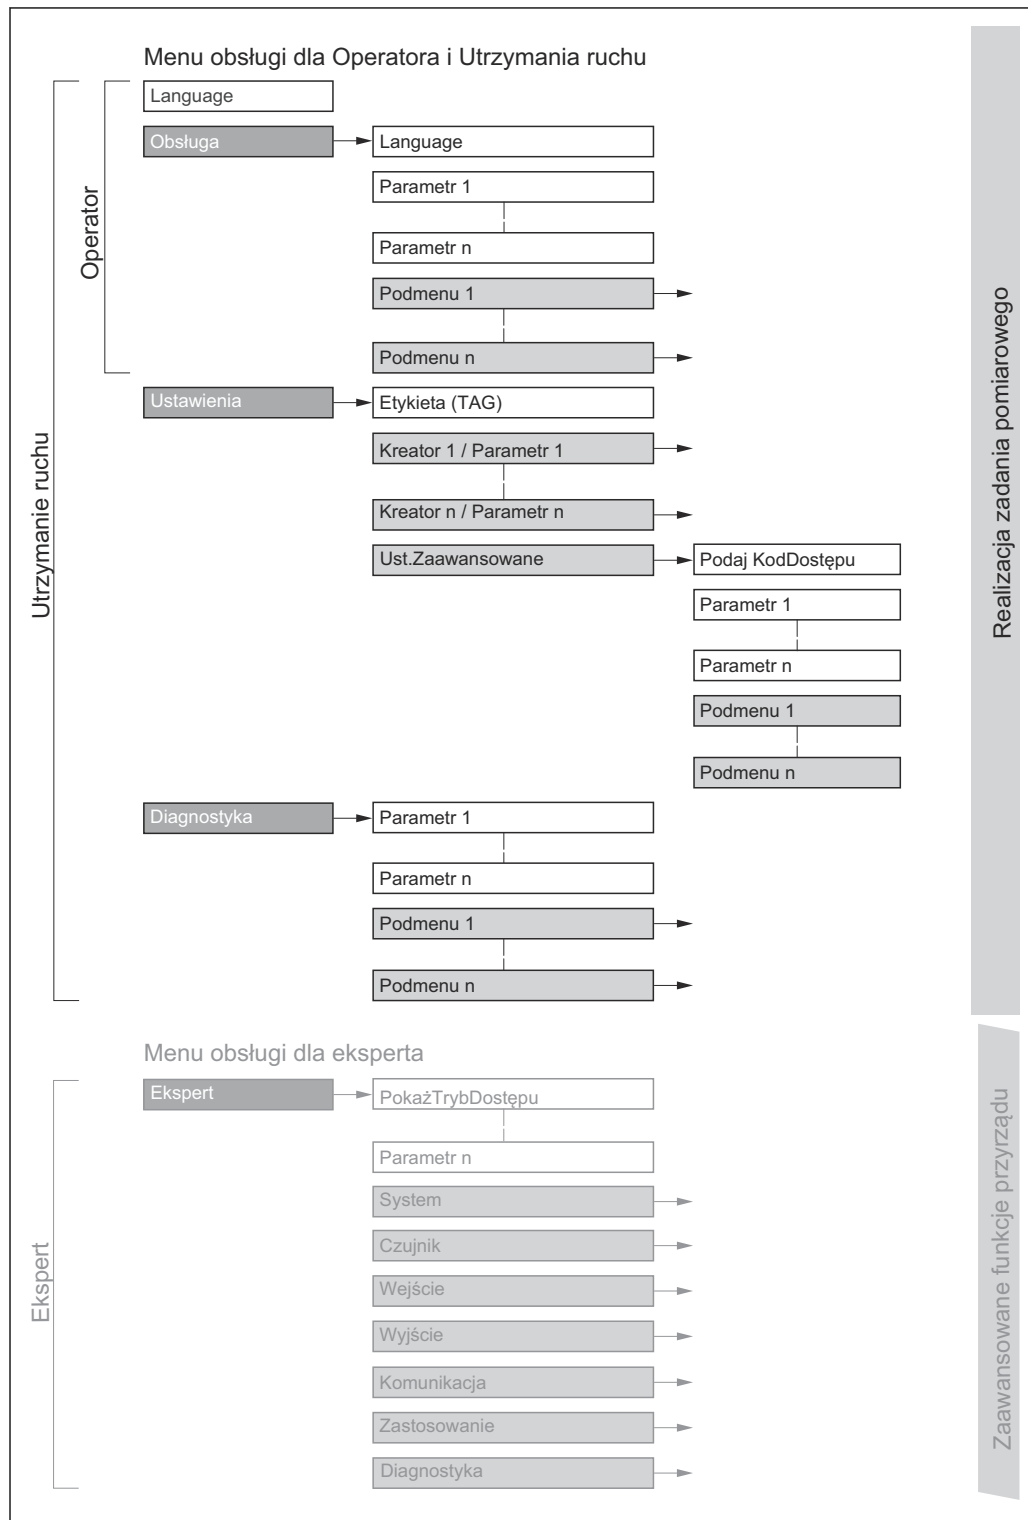 Menu obsługi dla Operatora i Utrzymania ruchu
Utrzymanie ruchu
Operator
Language
Obsługa
Language
Parametr 1
Parametr n
Podmenu 1
Podmenu n
Ustawienia
Etykieta (TAG)
Kreator 1 / Parametr 1
Kreator n / Parametr n
Ust.Zaawansowane
Podaj KodDostępu
Parametr 1
Parametr n
Podmenu 1
Podmenu n
Diagnostyka
Parametr 1
Parametr n
Podmenu 1
Podmenu n
Realizacja zadania pomiarowego
Menu obsługi dla eksperta
Ekspert
Ekspert
PokażTrybDostępu
Parametr n
System
Czujnik
Wejście
Wyjście
Komunikacja
Zastosowanie
Diagnostyka
Zaawansowane funkcje przyrządu